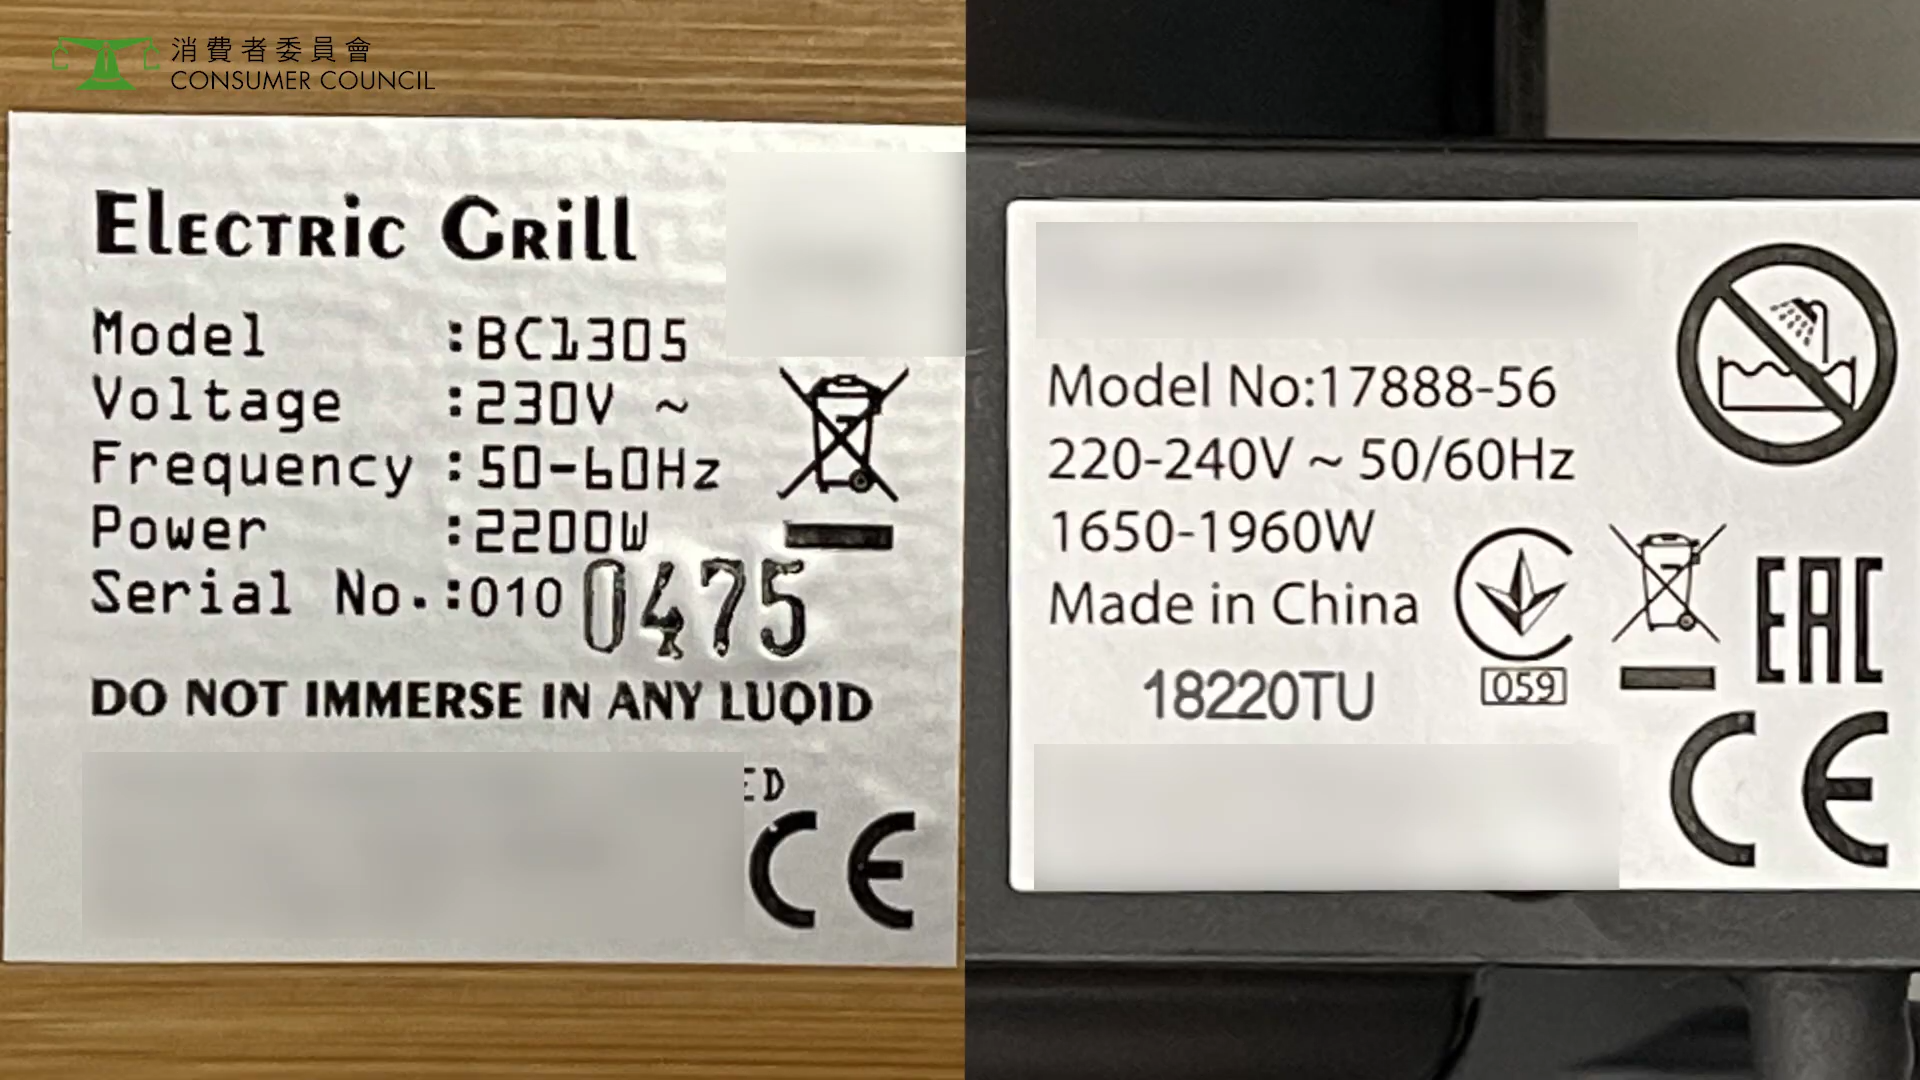 消費者委員會
CONSUMER COUNCIL
Electric Grill
Model :BC1305
Voltage :230V ~
Frequency :50-60Hz
Power :2200W
Serial No.:010 0475
DO NOT IMMERSE IN ANY LUQID
ED
CE
Model No:17888-56
220-240V ~ 50/60Hz
1650-1960W
Made in China
18220TU
059
EAC
CE